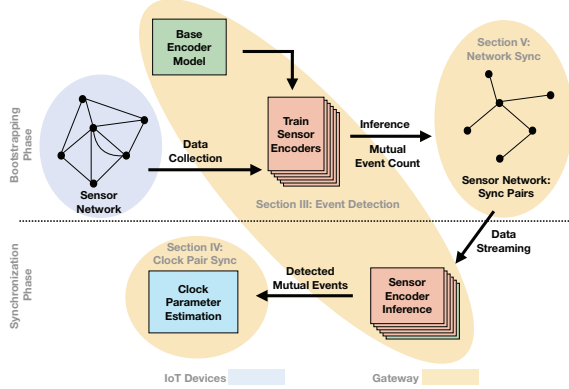 Base
Encoder
Model
Section V:
Network Sync
Bootstrapping
Phase
Train
Sensor
Encoders
Inference
Mutual
Event Count
Data
Collection
Sensor
Network
Section III: Event Detection
Sensor Network:
Sync Pairs
Synchronization
Phase
Section IV:
Clock Pair Sync
Data
Streaming
Clock
Parameter
Estimation
Detected
Mutual Events
Sensor
Encoder
Inference
IoT Devices
Gateway